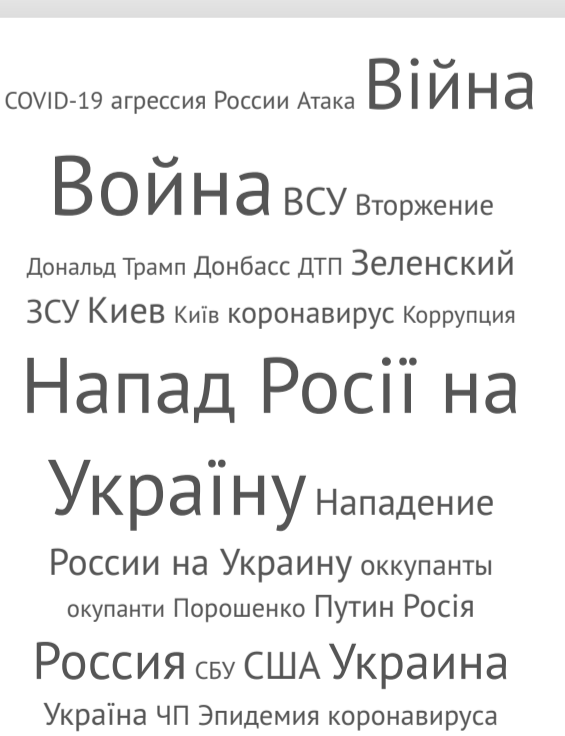 COVID-19 агрессия России Атака Війна
Война ВСУ Вторжение
Дональд Трамп Донбасс ДТП Зеленский
ЗСУ Киев Київ коронавирус Коррупция
Напад Росії на
Україну Нападение
России на Украину оккупанты
окупанти Порошенко Путин Росія
Россия СБУ США Украина
Україна ЧП Эпидемия коронавируса